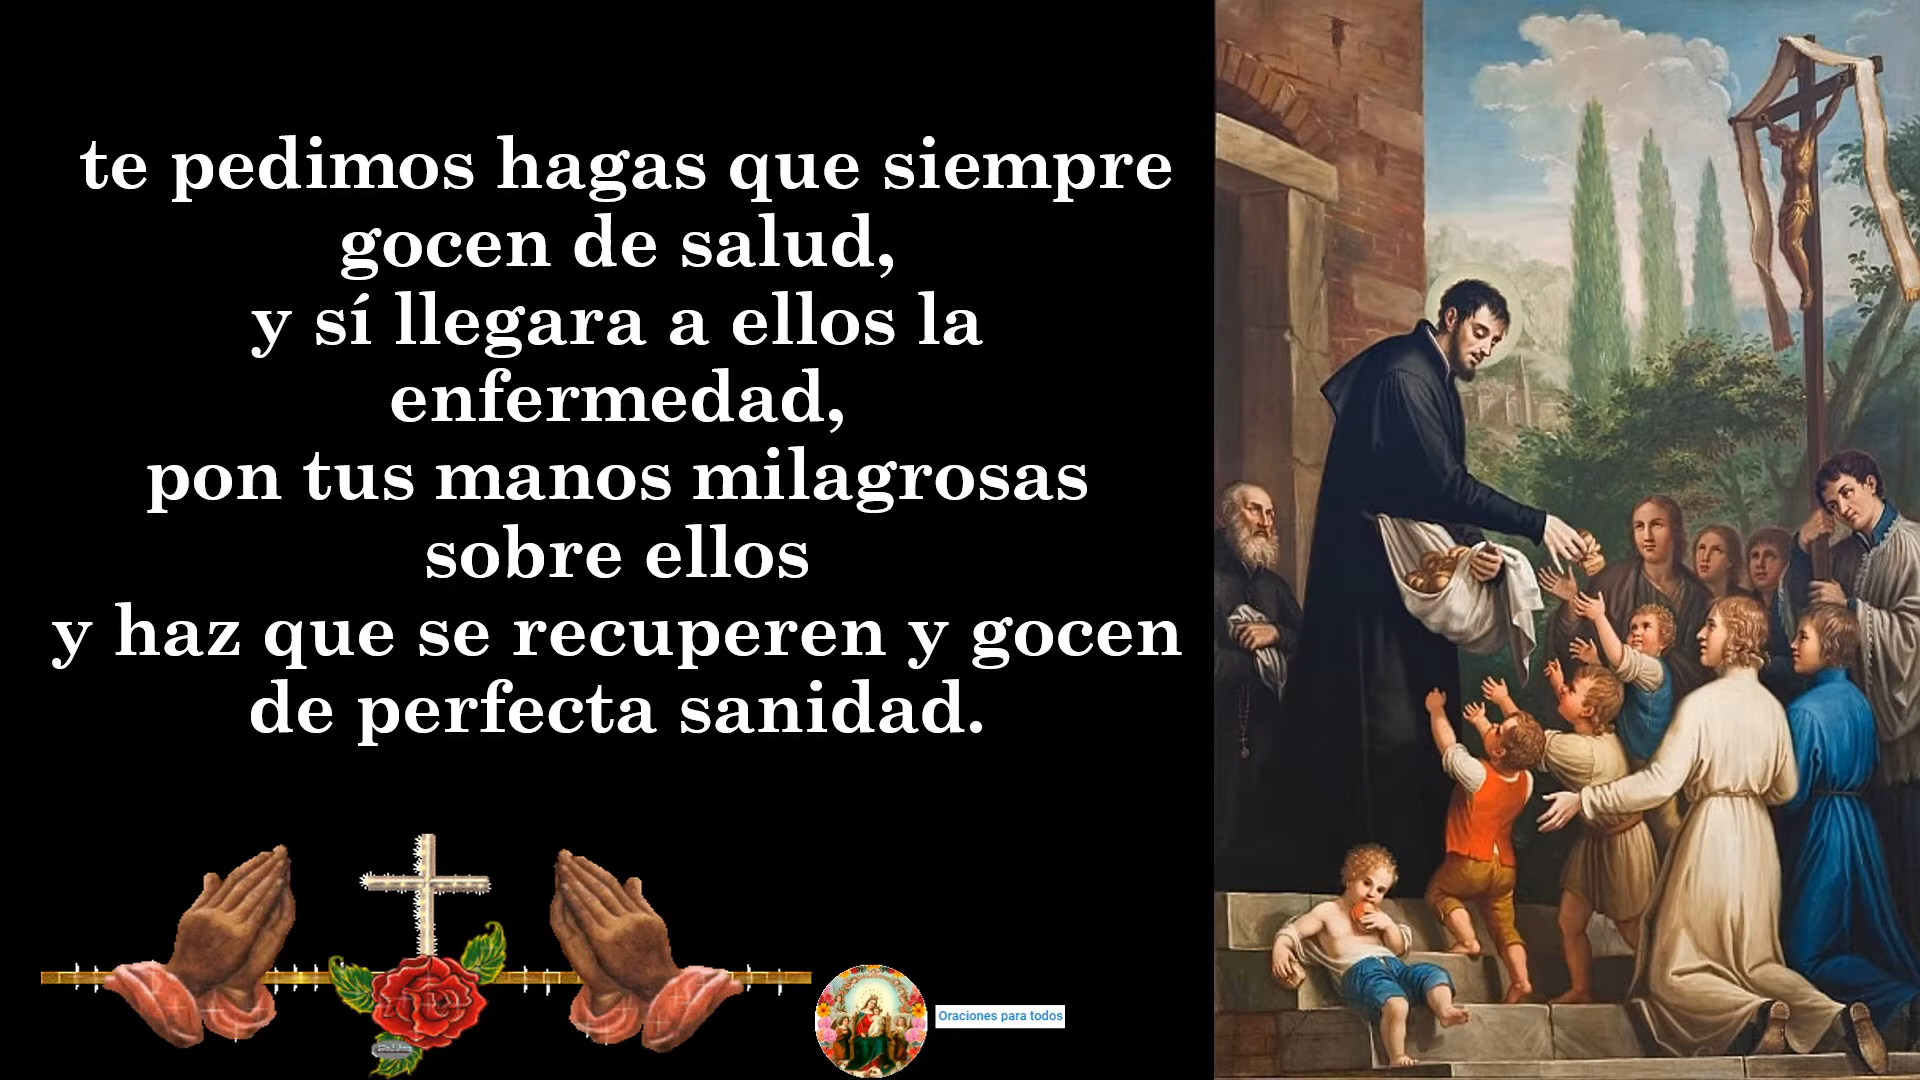 te pedimos hagas que siempre
gocen de salud,
y sí llegara a ellos la
enfermedad,
pon tus manos milagrosas
sobre ellos
y haz que se recuperen y gocen
de perfecta sanidad.
Oraciones para todos